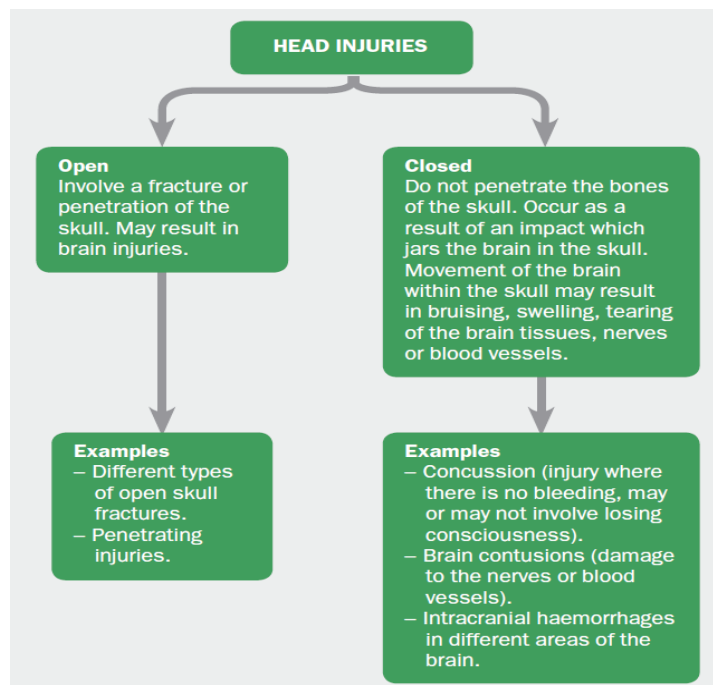 HEAD INJURIES
Open
Involve a fracture or
penetration of the
skull. May result in
brain injuries.
Closed
Do not penetrate the bones
of the skull. Occur as a
result of an impact which
jars the brain in the skull.
Movement of the brain
within the skull may result
in bruising, swelling, tearing
of the brain tissues, nerves
or blood vessels.
Examples
– Different types
of open skull
fractures.
– Penetrating
injuries.
Examples
– Concussion (injury where
there is no bleeding, may
or may not involve losing
consciousness).
– Brain contusions (damage
to the nerves or blood
vessels).
– Intracranial haemorrhages
in different areas of the
brain.